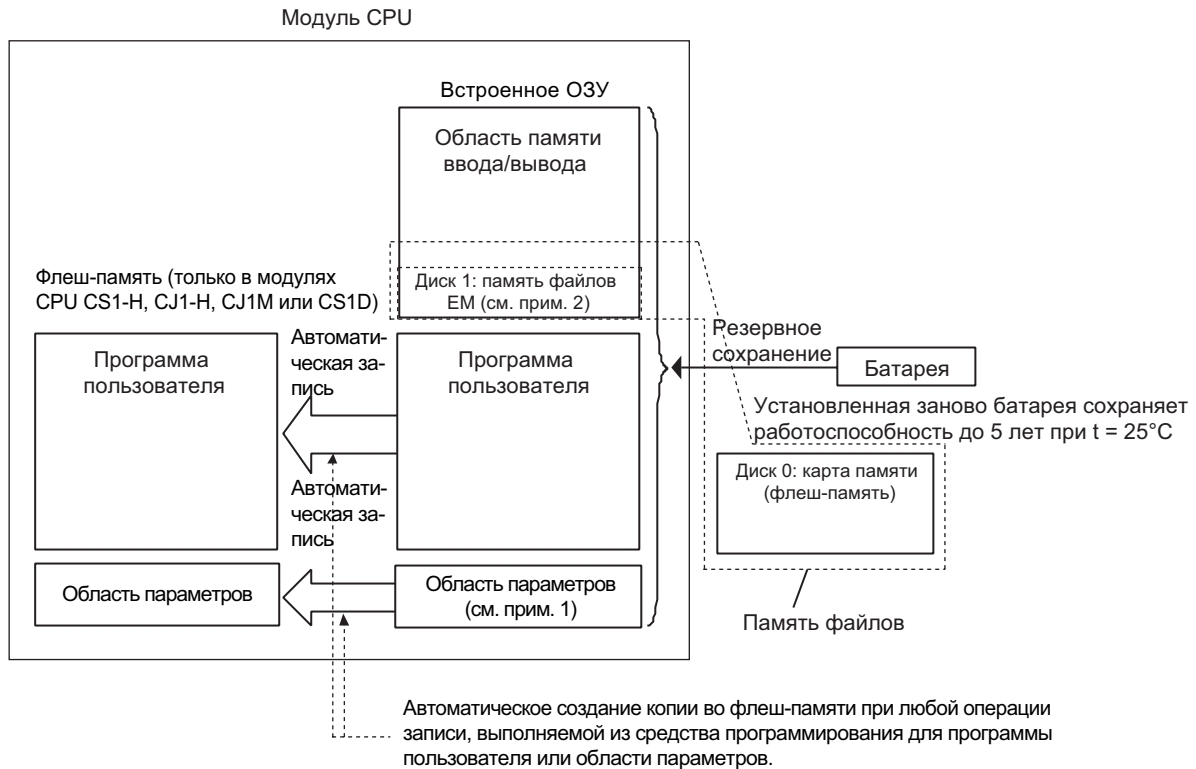 Модуль CPU
Встроенное ОЗУ
Область памяти
ввода/вывода
Флеш-память (только в модулях
CPU CS1-H, CJ1-H, CJ1M или CS1D)
Диск 1: память файлов
EM (см. прим. 2)
Программа
пользователя
Автомати-
ческая за-
пись
Программа
пользователя
Резервное
сохранение
Батарея
Установленная заново батарея сохраняет
работоспособность до 5 лет при t = 25°C
Диск 0: карта памяти
(флеш-память)
Автомати-
ческая за-
пись
Область параметров
Область параметров
(см. прим. 1)
Память файлов
Автоматическое создание копии во флеш-памяти при любой операции
записи, выполняемой из средства программирования для программы
пользователя или области параметров.